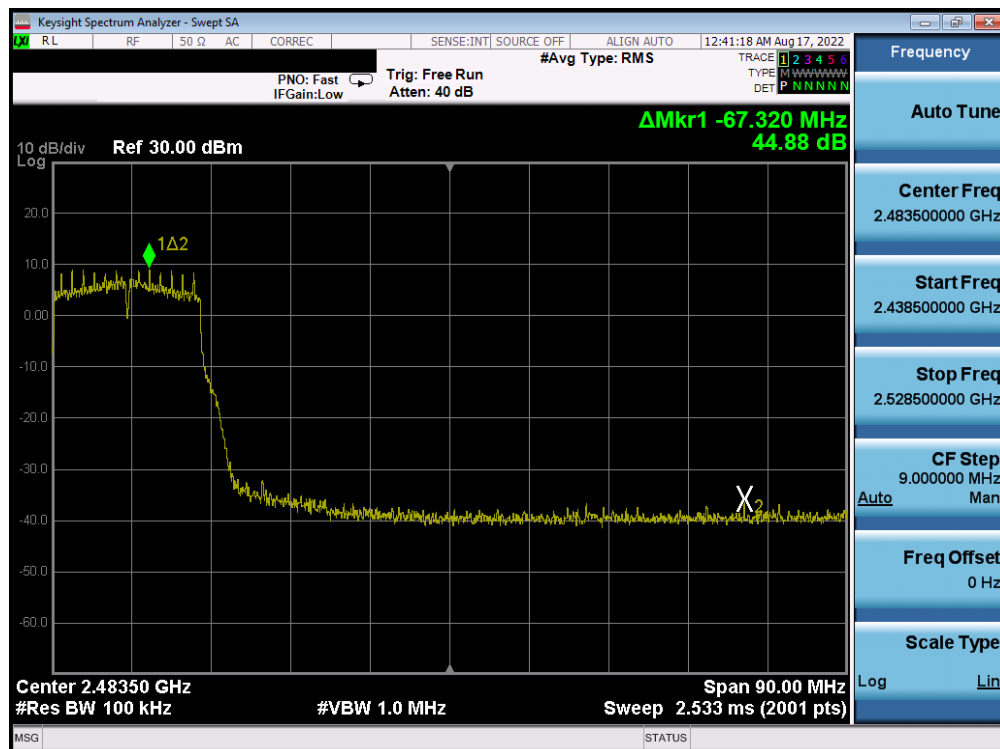 Keysight Spectrum Analyzer - Swept SA
LXI RL RF 50 Ω AC CORREC SENSE:INT SOURCE OFF ALIGN AUTO 12:41:18 AM Aug 17, 2022
#Avg Type: RMS
TRACE 1 2 3 4 5 6
TYPE M WWWWW
DET P N N N N N
PNO: Fast
IFGain:Low
Trig: Free Run
Atten: 40 dB
ΔMkr1 -67.320 MHz
44.88 dB
10 dB/div Ref 30.00 dBm
Log
20.0
10.0
0.00
-10.0
-20.0
-30.0
-40.0
-50.0
-60.0
1Δ2
X2
Center 2.48350 GHz
Span 90.00 MHz
#Res BW 100 kHz
#VBW 1.0 MHz
Sweep 2.533 ms (2001 pts)
MSG
STATUS
Frequency
Auto Tune
Center Freq
2.483500000 GHz
Start Freq
2.438500000 GHz
Stop Freq
2.528500000 GHz
CF Step
9.000000 MHz
Auto Man
Freq Offset
0 Hz
Scale Type
Log Lin